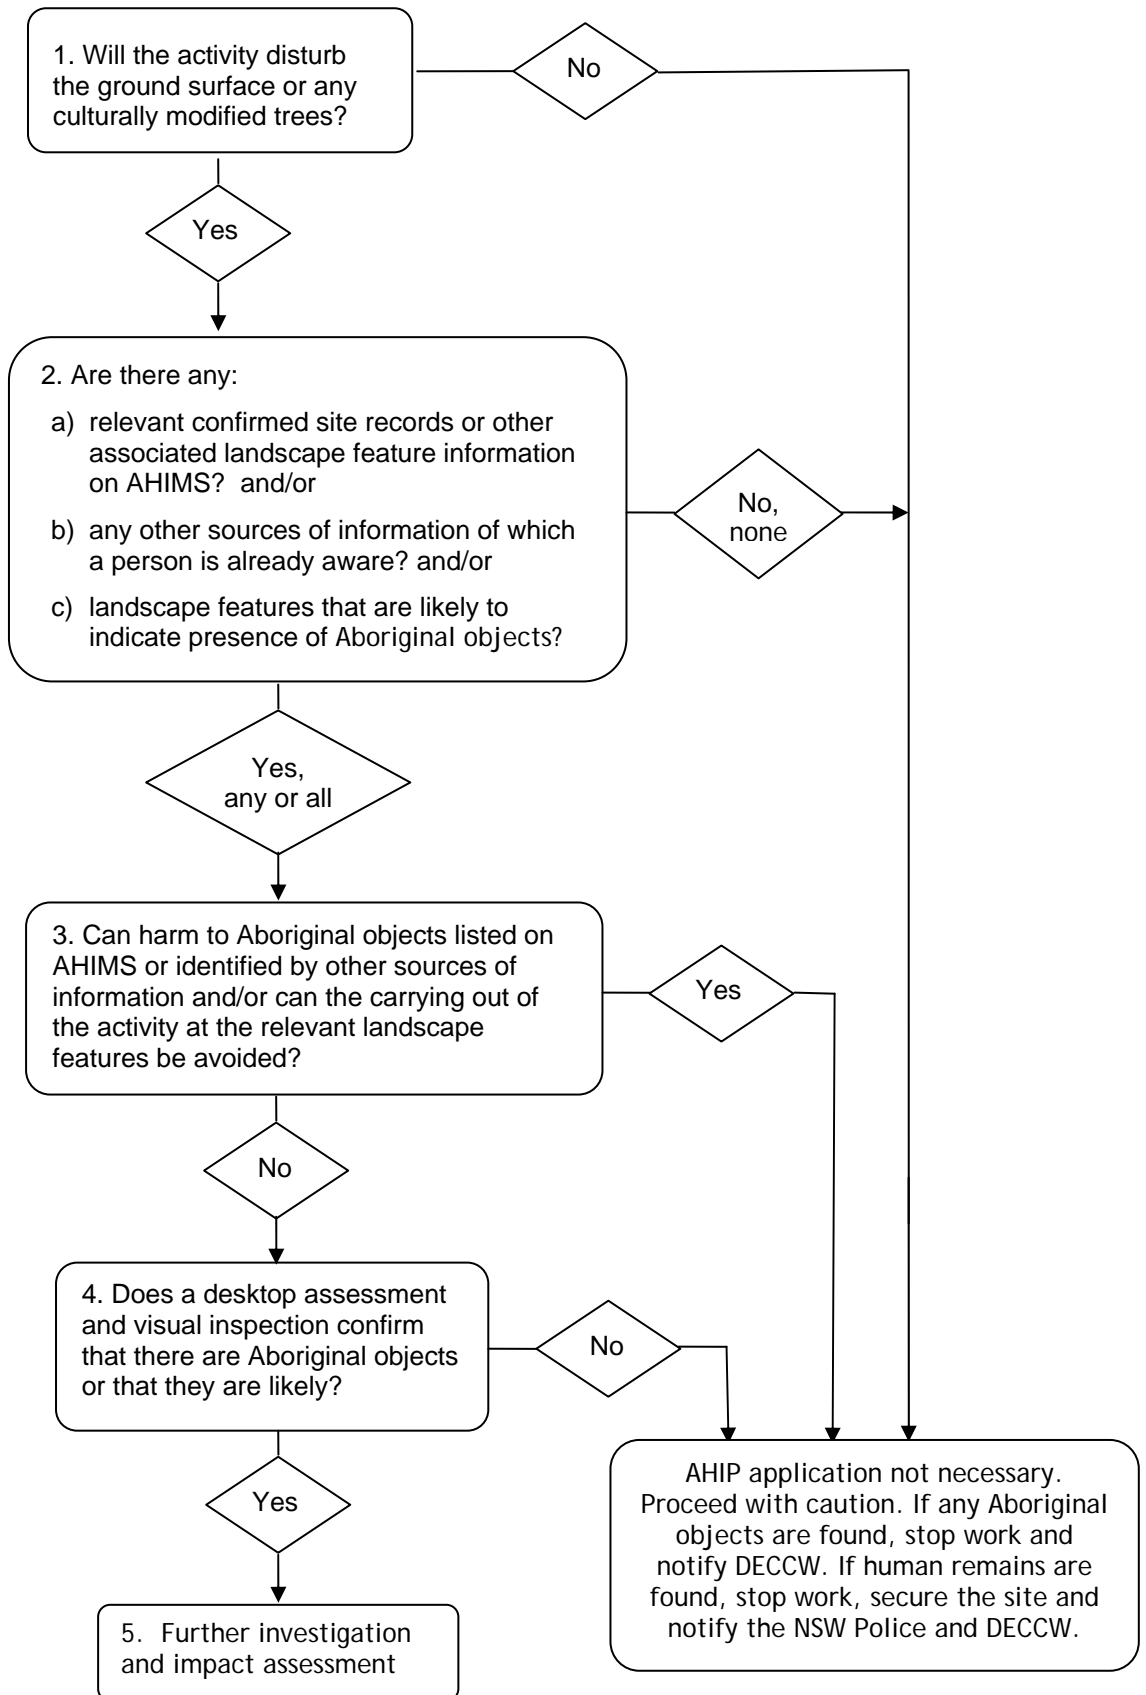 1. Will the activity disturb
the ground surface or any
culturally modified trees?
No
Yes
2. Are there any:
a) relevant confirmed site records or other
associated landscape feature information
on AHIMS? and/or
b) any other sources of information of which
a person is already aware? and/or
c) landscape features that are likely to
indicate presence of Aboriginal objects?
No,
none
Yes,
any or all
3. Can harm to Aboriginal objects listed on
AHIMS or identified by other sources of
information and/or can the carrying out of
the activity at the relevant landscape
features be avoided?
Yes
No
4. Does a desktop assessment
and visual inspection confirm
that there are Aboriginal objects
or that they are likely?
No
Yes
AHIP application not necessary.
Proceed with caution. If any Aboriginal
objects are found, stop work and
notify DECCW. If human remains are
found, stop work, secure the site and
notify the NSW Police and DECCW.
5. Further investigation
and impact assessment